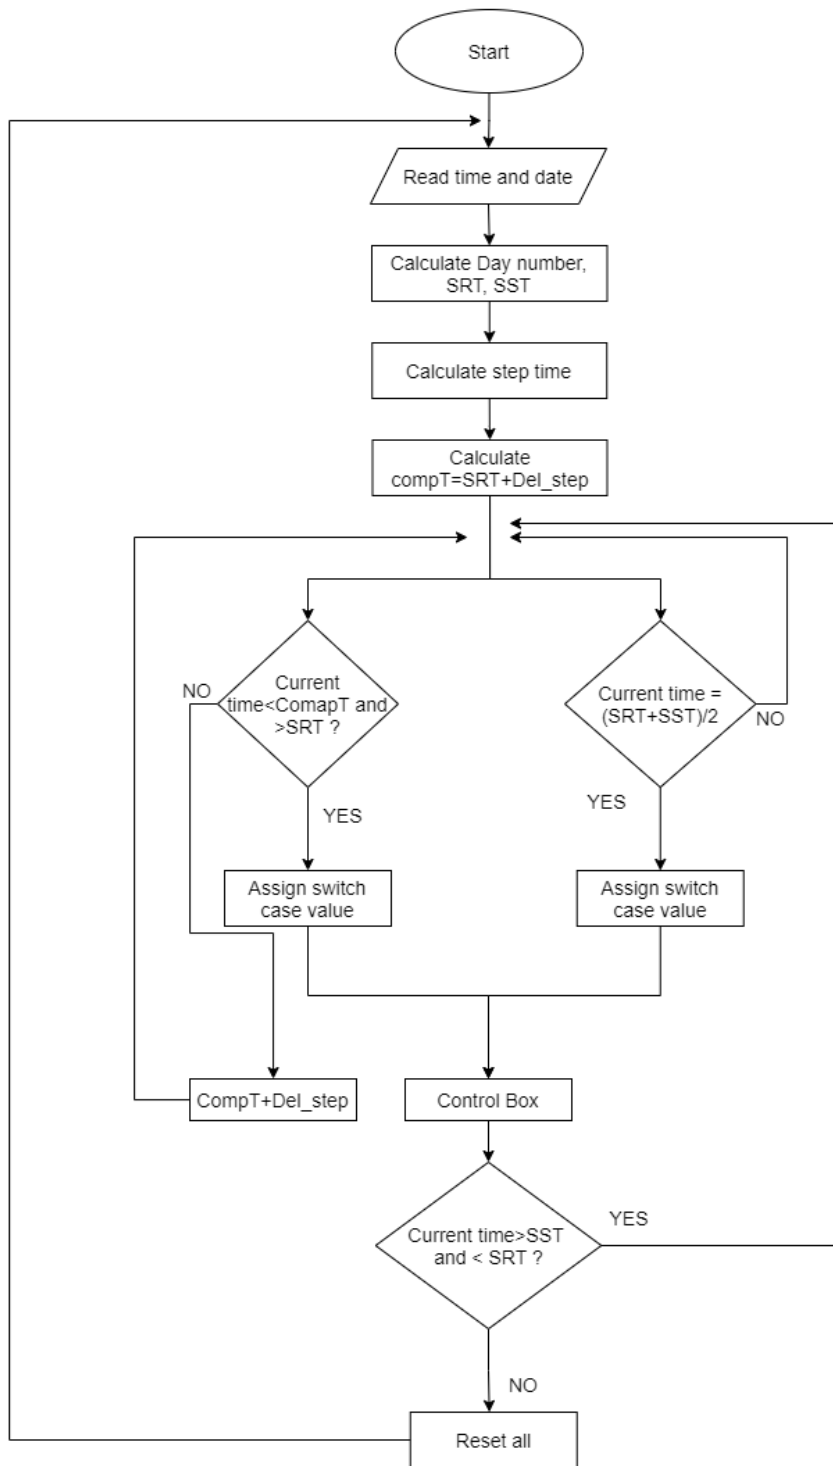 Start
Read time and date
Calculate Day number,
SRT, SST
Calculate step time
Calculate
compT=SRT+Del_step
NO
Current
time<ComapT and
>SRT ?
Current time =
(SRT+SST)/2
NO
YES
YES
Assign switch
case value
Assign switch
case value
CompT+Del_step
Control Box
Current time>SST
and < SRT ?
YES
NO
Reset all